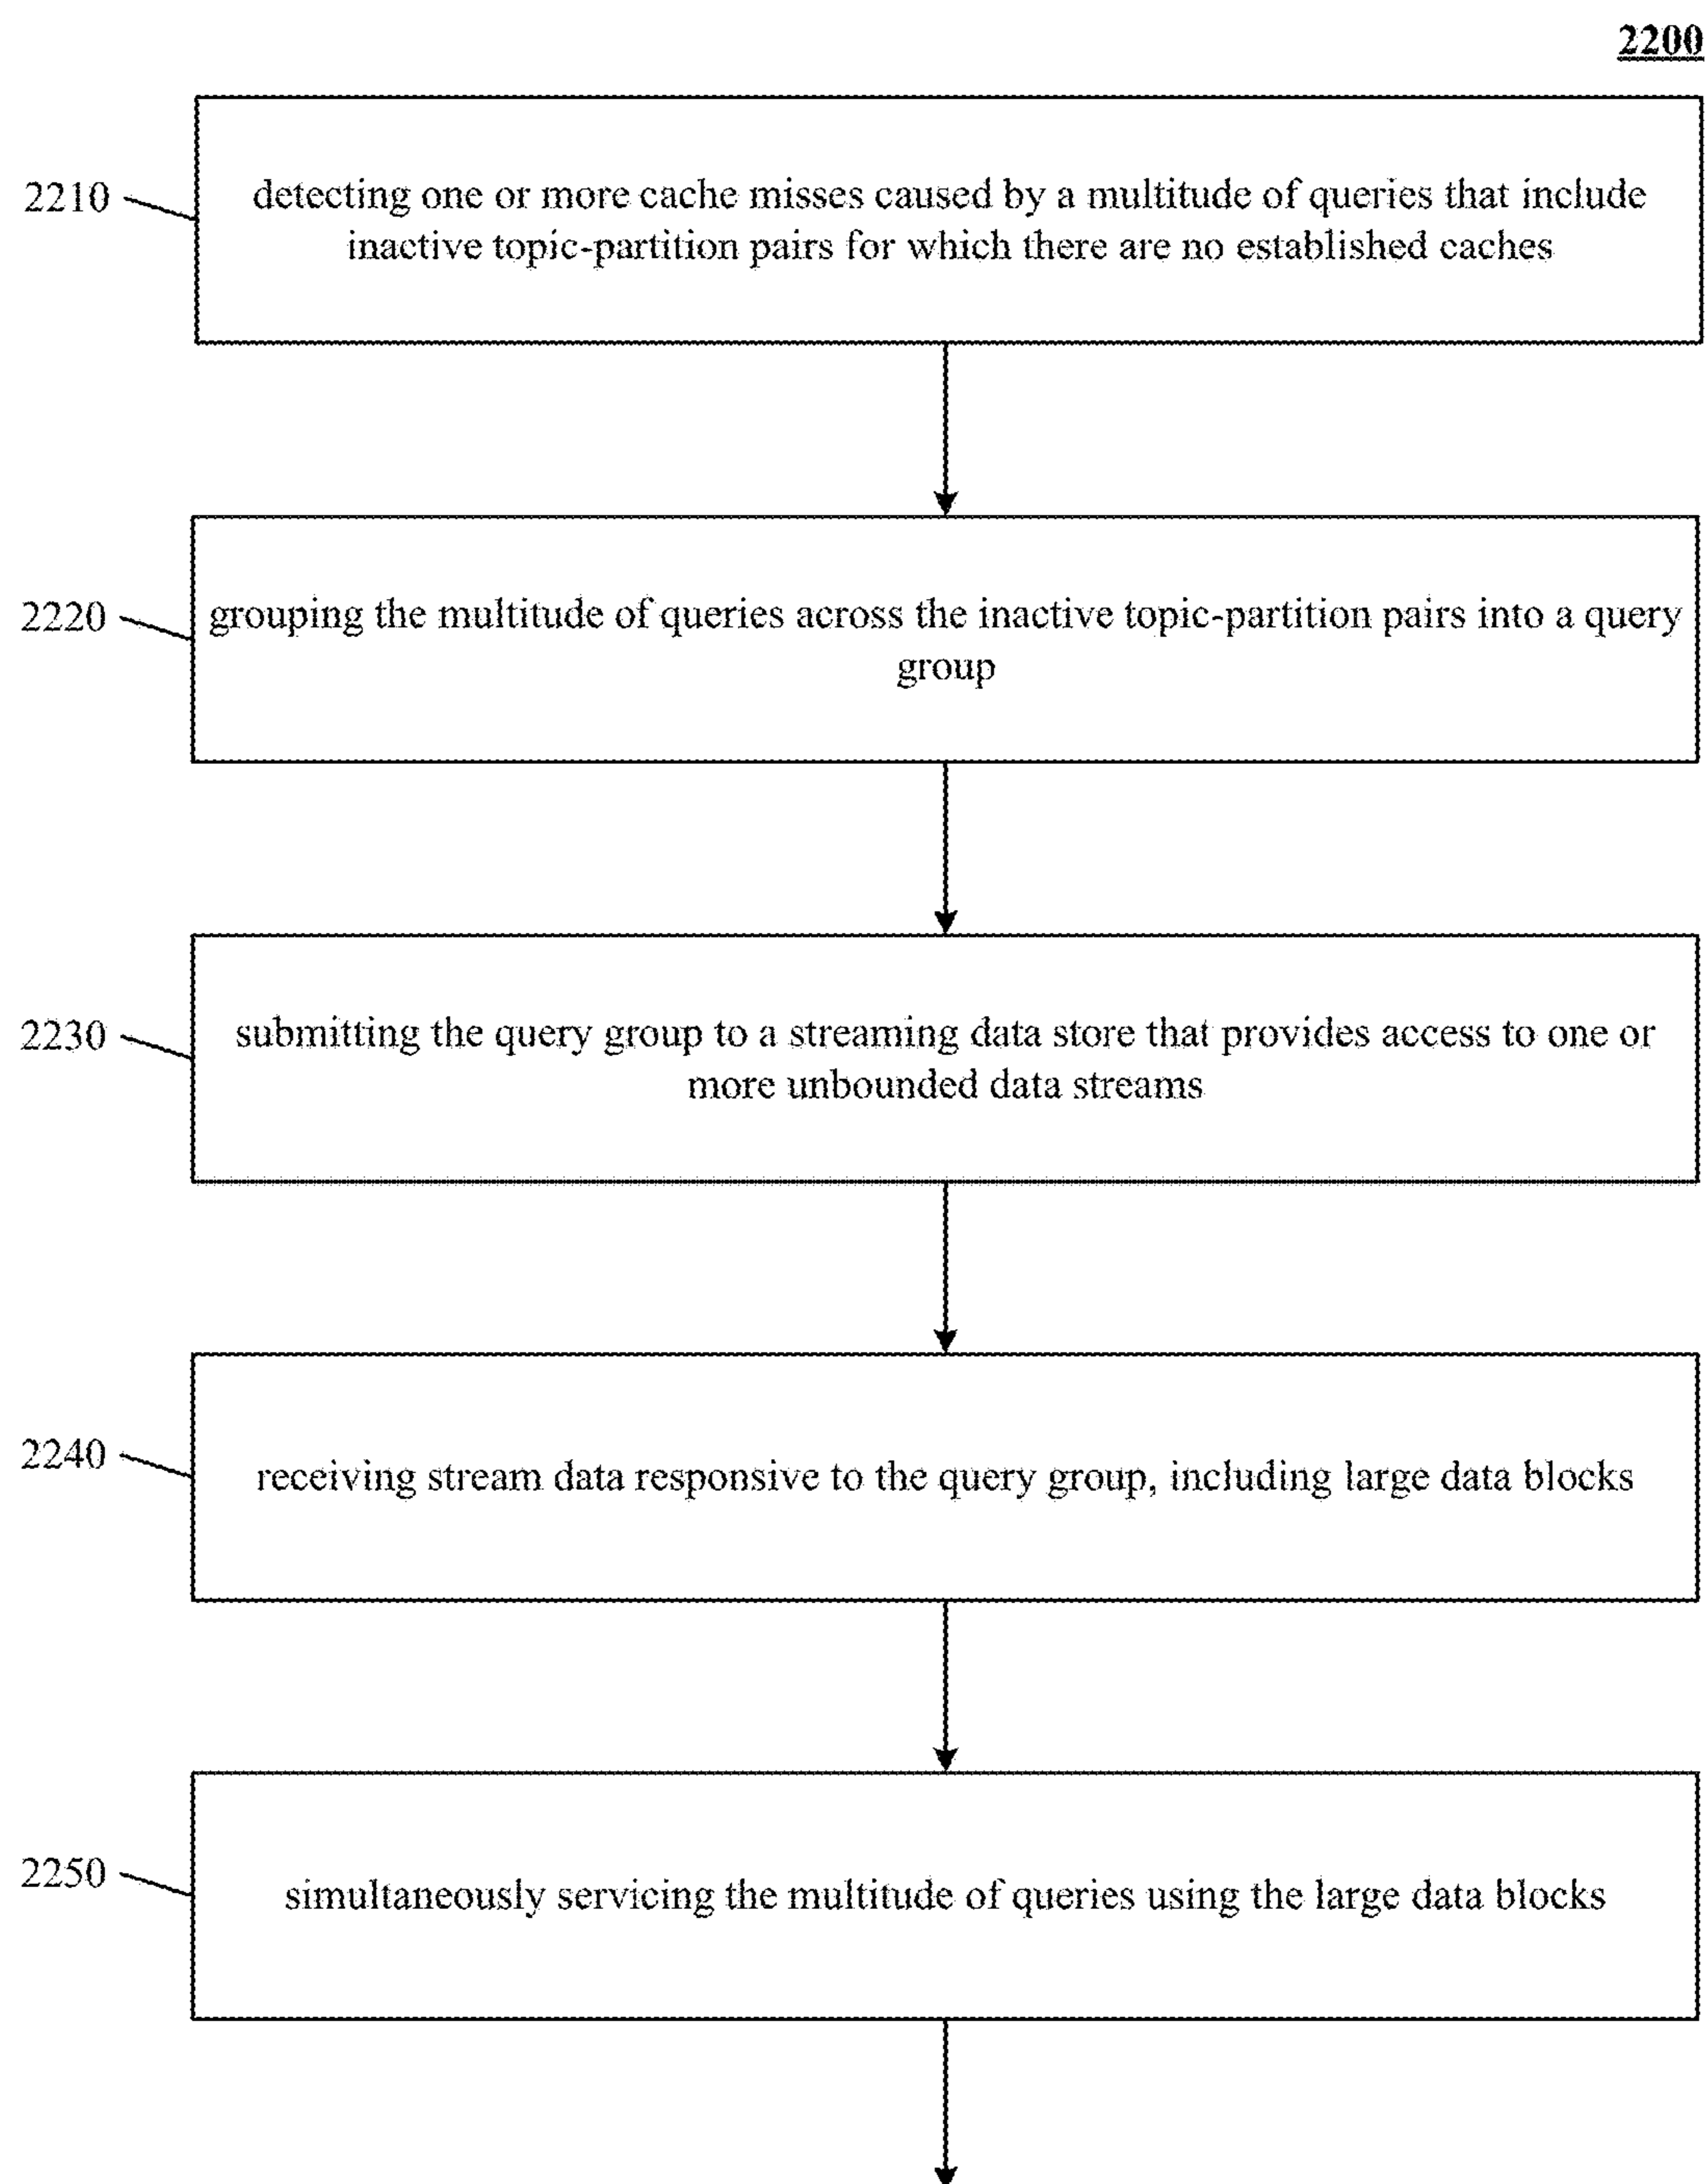 2200
2210
detecting one or more cache misses caused by a multitude of queries that include
inactive topic-partition pairs for which there are no established caches
2220
grouping the multitude of queries across the inactive topic-partition pairs into a query
group
2230
submitting the query group to a streaming data store that provides access to one or
more unbounded data streams
2240
receiving stream data responsive to the query group, including large data blocks
2250
simultaneously servicing the multitude of queries using the large data blocks